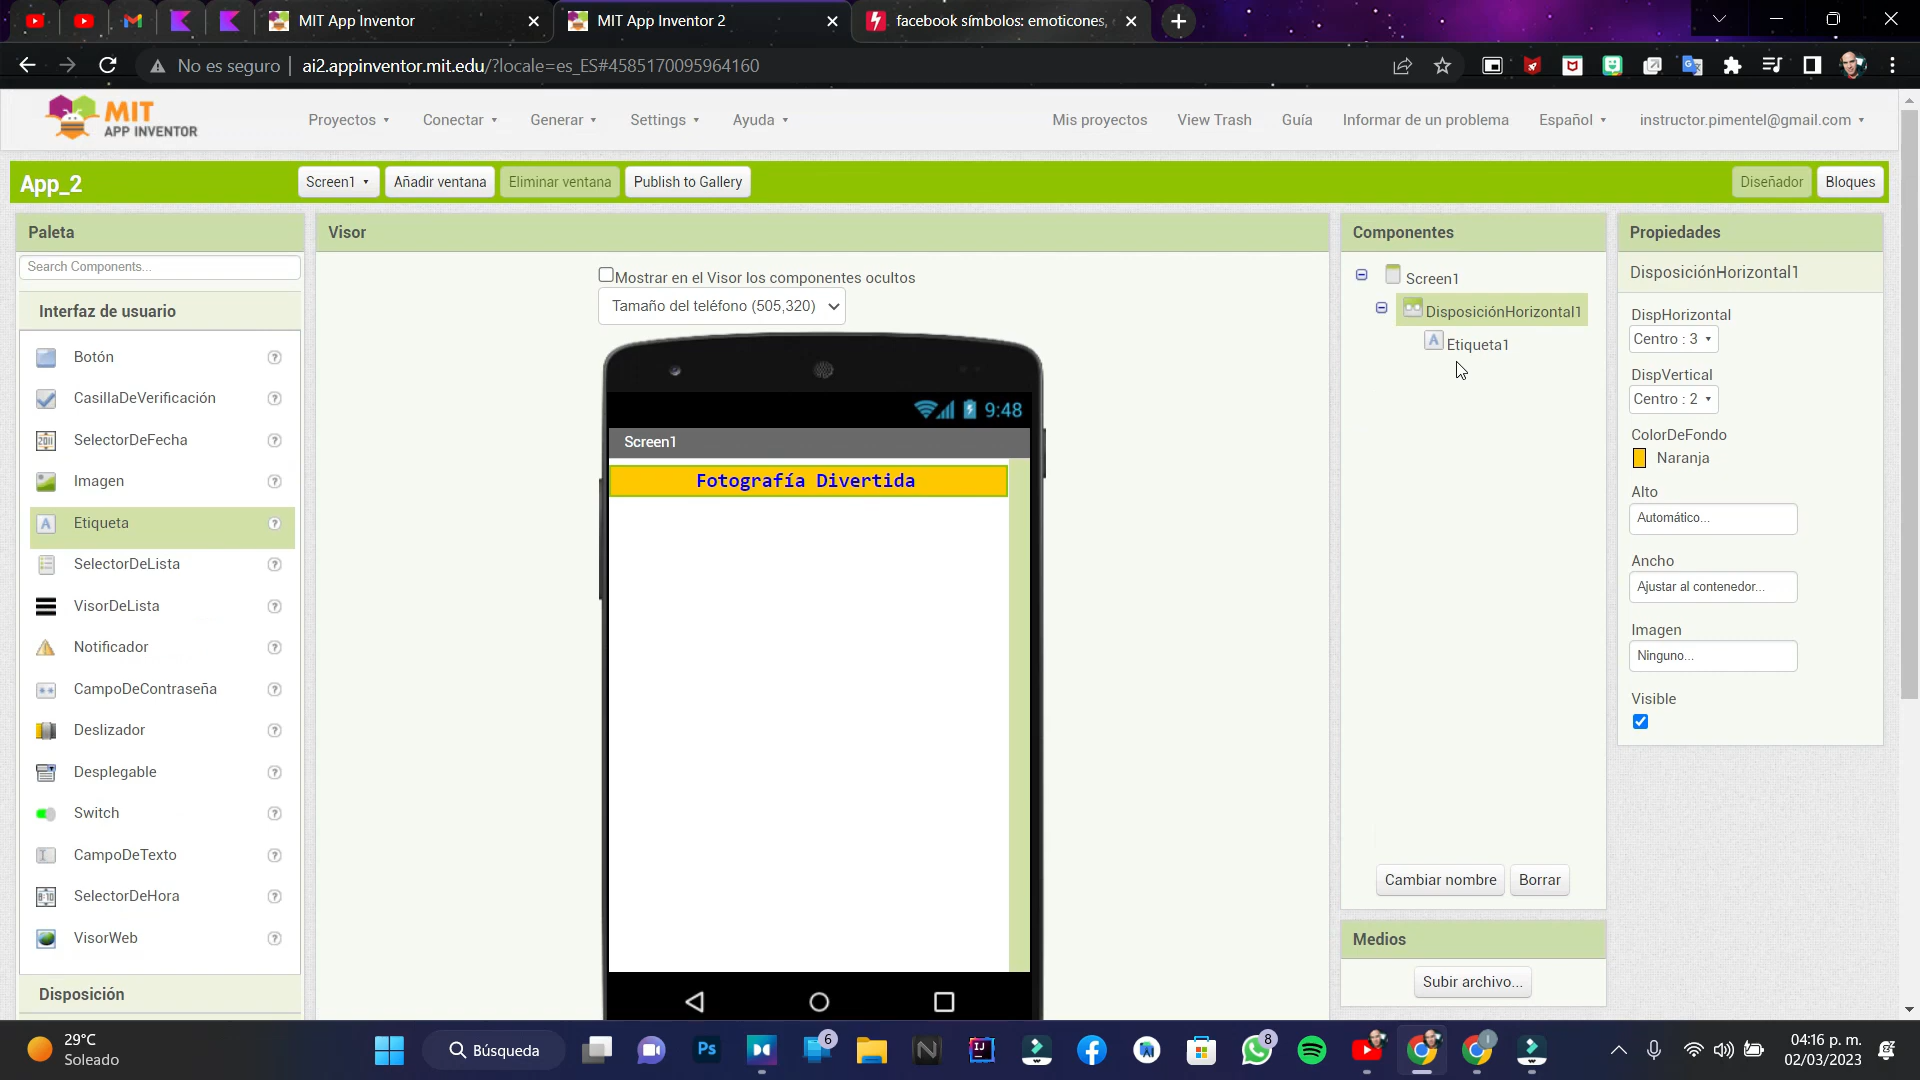 MIT App Inventor
MIT App Inventor 2
facebook símbolos: emoticones,
No es seguro
ai2.appinventor.mit.edu/?locale=es_ES#4585170095964160
MIT
APP INVENTOR
Proyectos
Conectar
Generar
Settings
Ayuda
Mis proyectos
View Trash
Guía
Informar de un problema
Español
instructor.pimentel@gmail.com
App_2
Screen1
Añadir ventana
Eliminar ventana
Publish to Gallery
Diseñador
Bloques
Paleta
Search Components...
Interfaz de usuario
Botón
CasillaDeVerificación
SelectorDeFecha
Imagen
Etiqueta
SelectorDeLista
VisorDeLista
Notificador
CampoDeContraseña
Deslizador
Desplegable
Switch
CampoDeTexto
SelectorDeHora
VisorWeb
Disposición
Visor
Mostrar en el Visor los componentes ocultos
Tamaño del teléfono (505,320)
9:48
Screen1
Fotografía Divertida
Componentes
Screen1
DisposiciónHorizontal1
Etiqueta1
Cambiar nombre
Borrar
Medios
Subir archivo...
Propiedades
DisposiciónHorizontal1
DispHorizontal
Centro : 3
DispVertical
Centro : 2
ColorDeFondo
Naranja
Alto
Automático...
Ancho
Ajustar al contenedor...
Imagen
Ninguno...
Visible
29°C
Soleado
Búsqueda
Ps
6
8
04:16 p. m.
02/03/2023